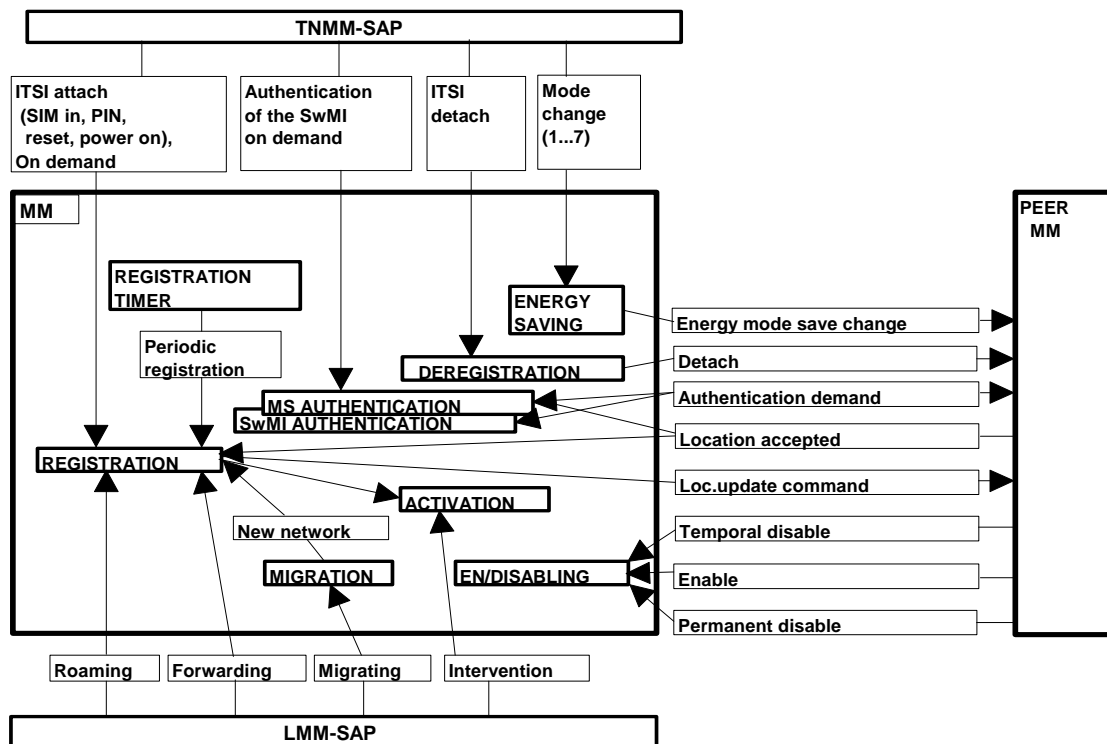 TNMM-SAP
ITSI attach
(SIM in, PIN,
reset, power on),
On demand
Authentication
of the SwMI
on demand
ITSI
detach
Mode
change
(1...7)
MM
PEER
MM
REGISTRATION
TIMER
ENERGY
SAVING
Energy mode save change
Periodic
registration
DEREGISTRATION
Detach
MS AUTHENTICATION
Authentication demand
SwMI AUTHENTICATION
Location accepted
REGISTRATION
Loc.update command
ACTIVATION
New network
Temporal disable
MIGRATION
EN/DISABLING
Enable
Permanent disable
Roaming
Forwarding
Migrating
Intervention
LMM-SAP